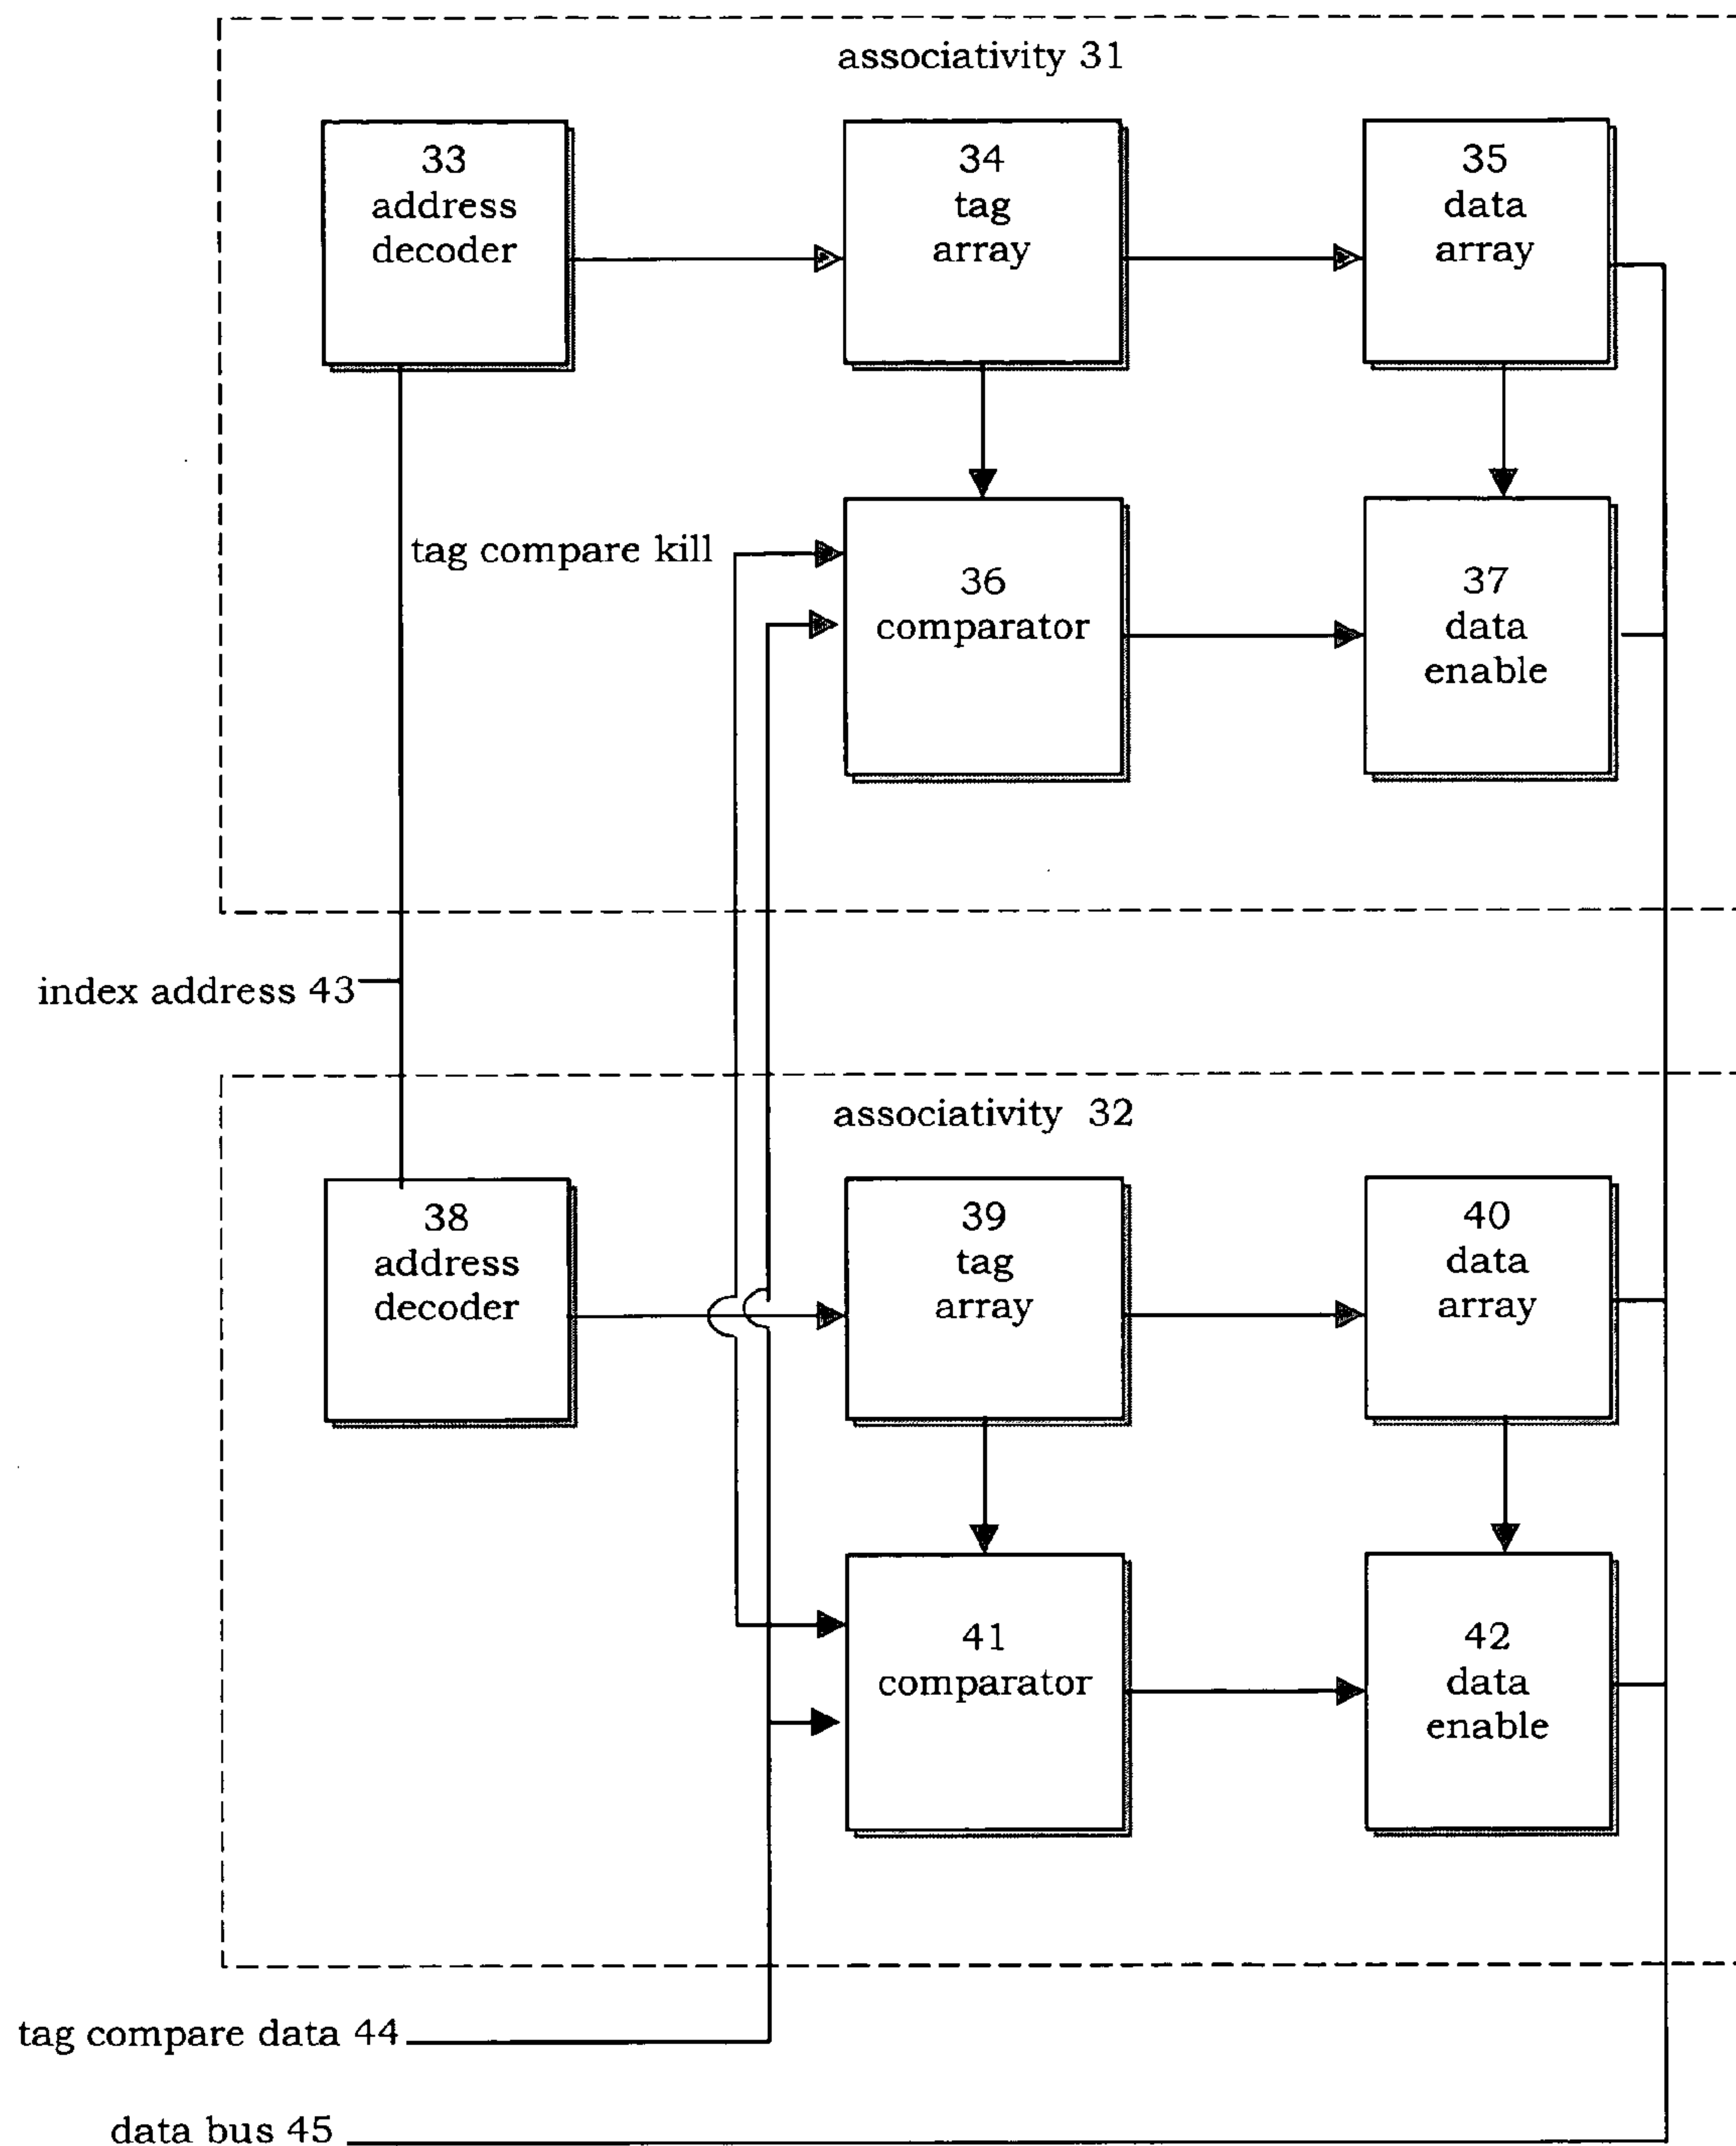 associativity 31
33
address
decoder
34
tag
array
35
data
array
tag compare kill
36
comparator
37
data
enable
index address 43
associativity 32
38
address
decoder
39
tag
array
40
data
array
41
comparator
42
data
enable
tag compare data 44
data bus 45